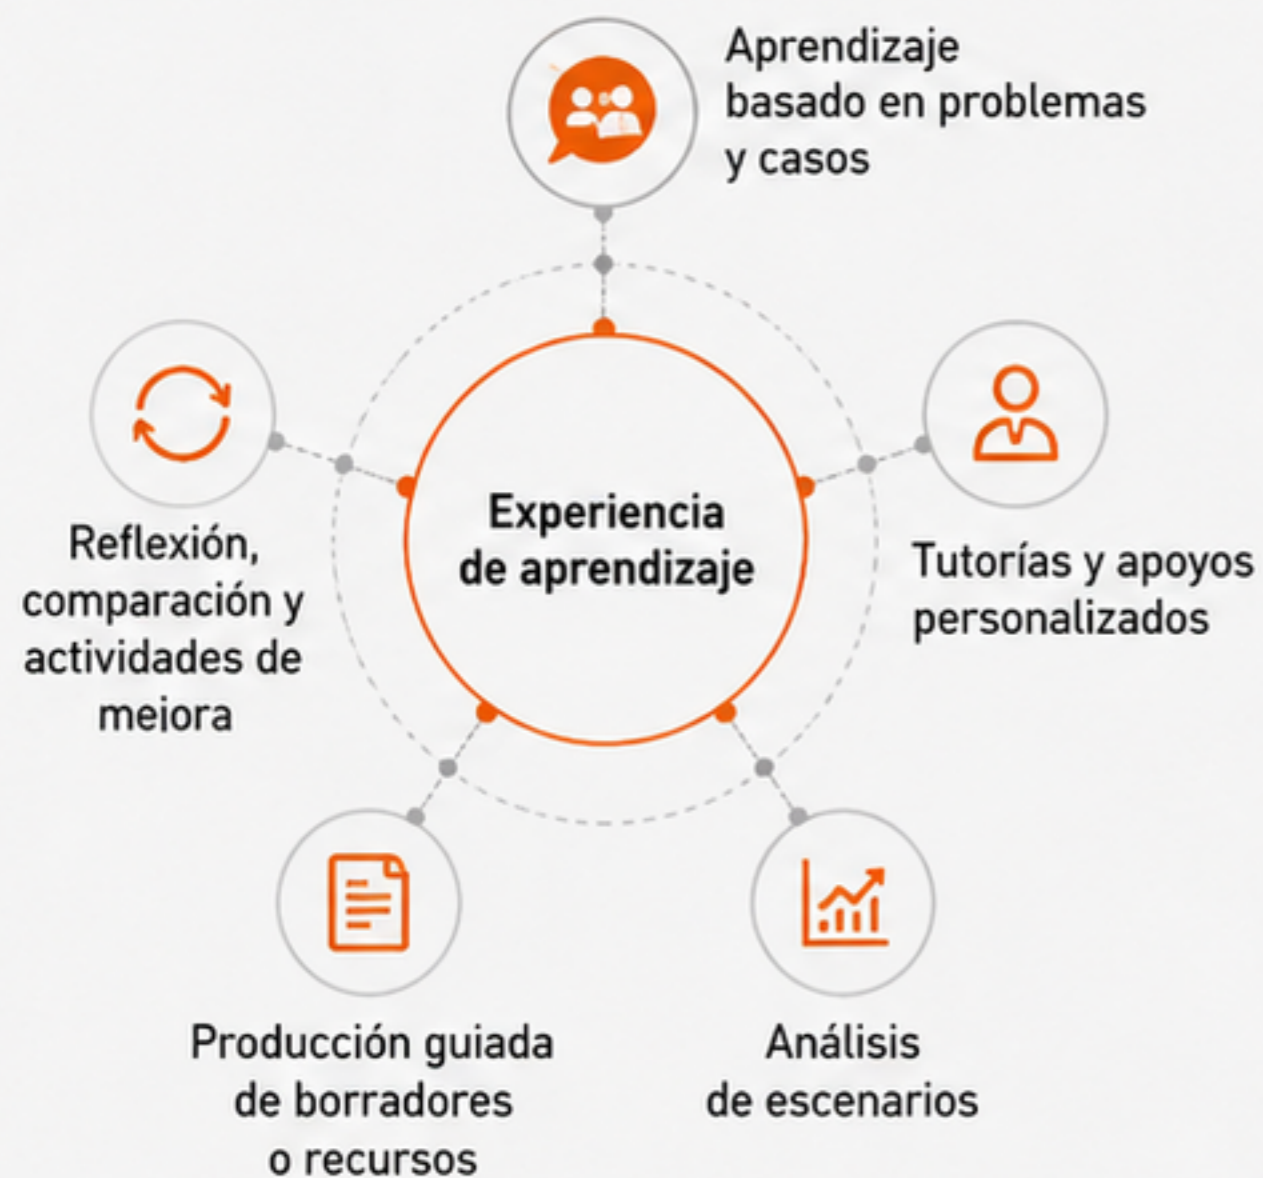 Aprendizaje
basado en problemas
y casos
Experiencia
de aprendizaje
Tutorías y apoyos
personalizados
Reflexión,
comparación y
actividades de
meiora
Producción guiada
de borradores
o recursos
Análisis
de escenarios